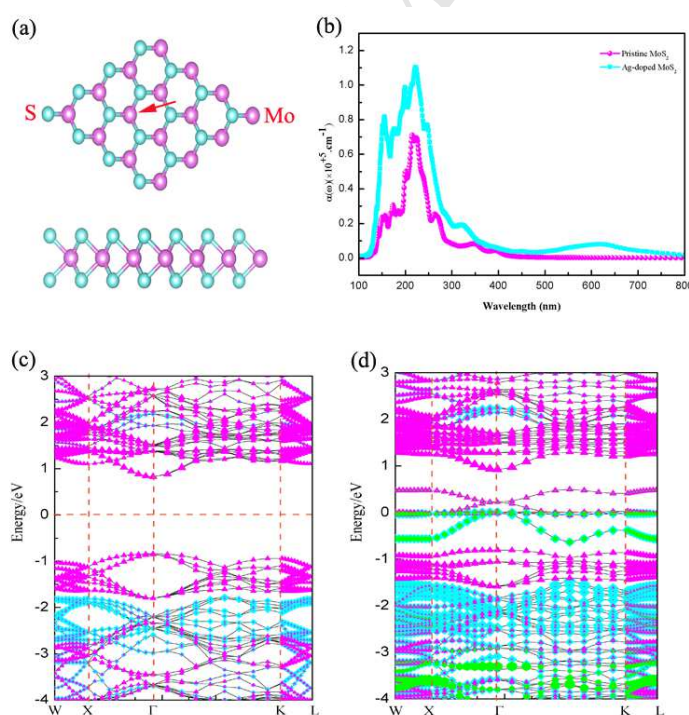 (a)
S
Mo
(b)
Pristine MoS2
Ag-doped MoS2
α(ω)(×10+5.cm-1)
1.2
1.0
0.8
0.6
0.4
0.2
0.0
100 200 300 400 500 600 700 800
Wavelength (nm)
(c)
Energy/eV
3
2
1
0
-1
-2
-3
-4
W X Γ K L
(d)
Energy/eV
3
2
1
0
-1
-2
-3
-4
W X Γ K L